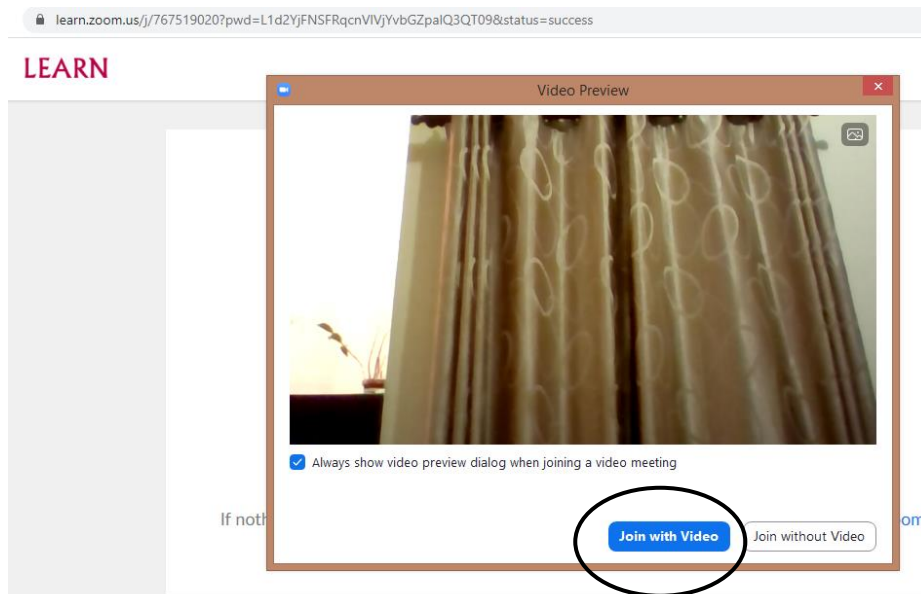 learn.zoom.us/j/767519020?pwd=L1d2YjFNSFRqcnVlVjYvbGZpalQ3QT09&status=success
LEARN
Video Preview
Always show video preview dialog when joining a video meeting
If noth
om
Join with Video
Join without Video